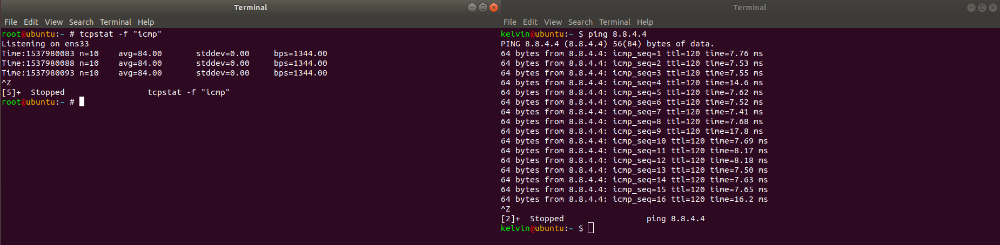 Terminal
File Edit View Search Terminal Help
root@ubuntu:~ # tcpstat -f "icmp"
Listening on ens33
Time:1537980083 n=10 avg=84.00 stddev=0.00 bps=1344.00
Time:1537980088 n=10 avg=84.00 stddev=0.00 bps=1344.00
Time:1537980093 n=10 avg=84.00 stddev=0.00 bps=1344.00
^Z
[5]+ Stopped tcpstat -f "icmp"
root@ubuntu:~ #
Terminal
File Edit View Search Terminal Help
kelvin@ubuntu:~ $ ping 8.8.4.4
PING 8.8.4.4 (8.8.4.4) 56(84) bytes of data.
64 bytes from 8.8.4.4: icmp_seq=1 ttl=120 time=7.76 ms
64 bytes from 8.8.4.4: icmp_seq=2 ttl=120 time=7.53 ms
64 bytes from 8.8.4.4: icmp_seq=3 ttl=120 time=7.55 ms
64 bytes from 8.8.4.4: icmp_seq=4 ttl=120 time=14.6 ms
64 bytes from 8.8.4.4: icmp_seq=5 ttl=120 time=7.62 ms
64 bytes from 8.8.4.4: icmp_seq=6 ttl=120 time=7.52 ms
64 bytes from 8.8.4.4: icmp_seq=7 ttl=120 time=7.41 ms
64 bytes from 8.8.4.4: icmp_seq=8 ttl=120 time=7.68 ms
64 bytes from 8.8.4.4: icmp_seq=9 ttl=120 time=17.8 ms
64 bytes from 8.8.4.4: icmp_seq=10 ttl=120 time=7.69 ms
64 bytes from 8.8.4.4: icmp_seq=11 ttl=120 time=8.17 ms
64 bytes from 8.8.4.4: icmp_seq=12 ttl=120 time=8.18 ms
64 bytes from 8.8.4.4: icmp_seq=13 ttl=120 time=7.50 ms
64 bytes from 8.8.4.4: icmp_seq=14 ttl=120 time=7.63 ms
64 bytes from 8.8.4.4: icmp_seq=15 ttl=120 time=7.65 ms
64 bytes from 8.8.4.4: icmp_seq=16 ttl=120 time=16.2 ms
^Z
[2]+ Stopped ping 8.8.4.4
kelvin@ubuntu:~ $